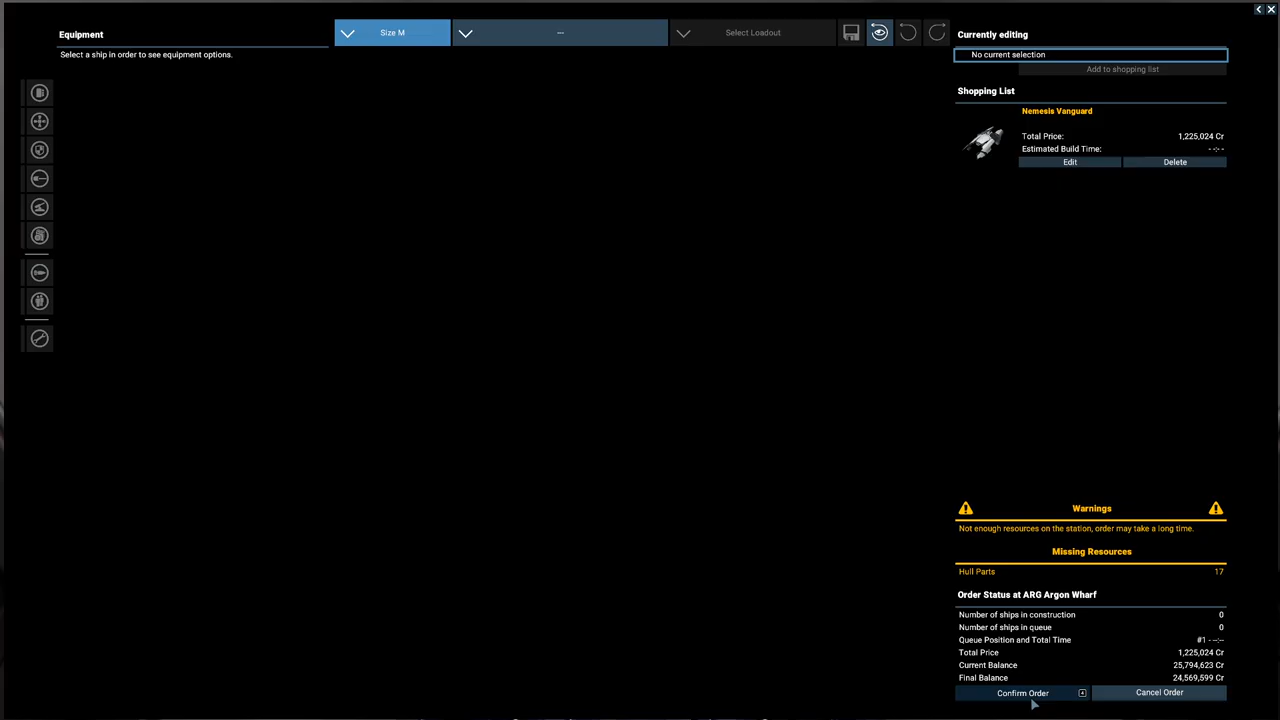 Equipment
Select a ship in order to see equipment options.
Size M
--
Select Loadout
Currently editing
No current selection
Add to shopping list
Shopping List
Nemesis Vanguard
Total Price: 1,225,024 Cr
Estimated Build Time: --:--
Edit Delete
Warnings
Not enough resources on the station, order may take a long time.
Missing Resources
Hull Parts 17
Order Status at ARG Argon Wharf
Number of ships in construction 0
Number of ships in queue 0
Queue Position and Total Time #1 - --:--
Total Price 1,225,024 Cr
Current Balance 25,794,623 Cr
Final Balance 24,569,599 Cr
Confirm Order Cancel Order